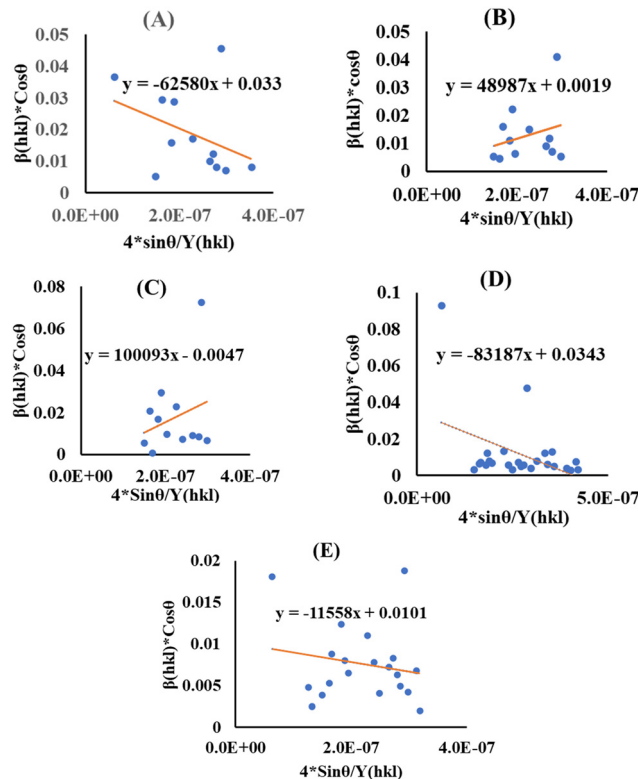 (A)
0.05
0.04
0.03
0.02
0.01
0
y = -62580x + 0.033
β(hkl)*Cosθ
0.0E+00 2.0E-07 4.0E-07
4*sinθ/Y(hkl)
(B)
0.05
0.04
0.03
0.02
0.01
0
y = 48987x + 0.0019
β(hkl)*cosθ
0.0E+00 2.0E-07 4.0E-07
4*sinθ/Y(hkl)
(C)
0.08
0.06
0.04
0.02
0
y = 100093x - 0.0047
β(hkl)*Cosθ
0.0E+00 2.0E-07 4.0E-07
4*Sinθ/Y(hkl)
(D)
0.1
0.08
0.06
0.04
0.02
0
y = -83187x + 0.0343
β(hkl)*Cosθ
0.0E+00 5.0E-07
4*sinθ/Y(hkl)
(E)
0.02
0.015
0.01
0.005
0
y = -11558x + 0.0101
β(hkl)*Cosθ
0.0E+00 2.0E-07 4.0E-07
4*Sinθ/Y(hkl)